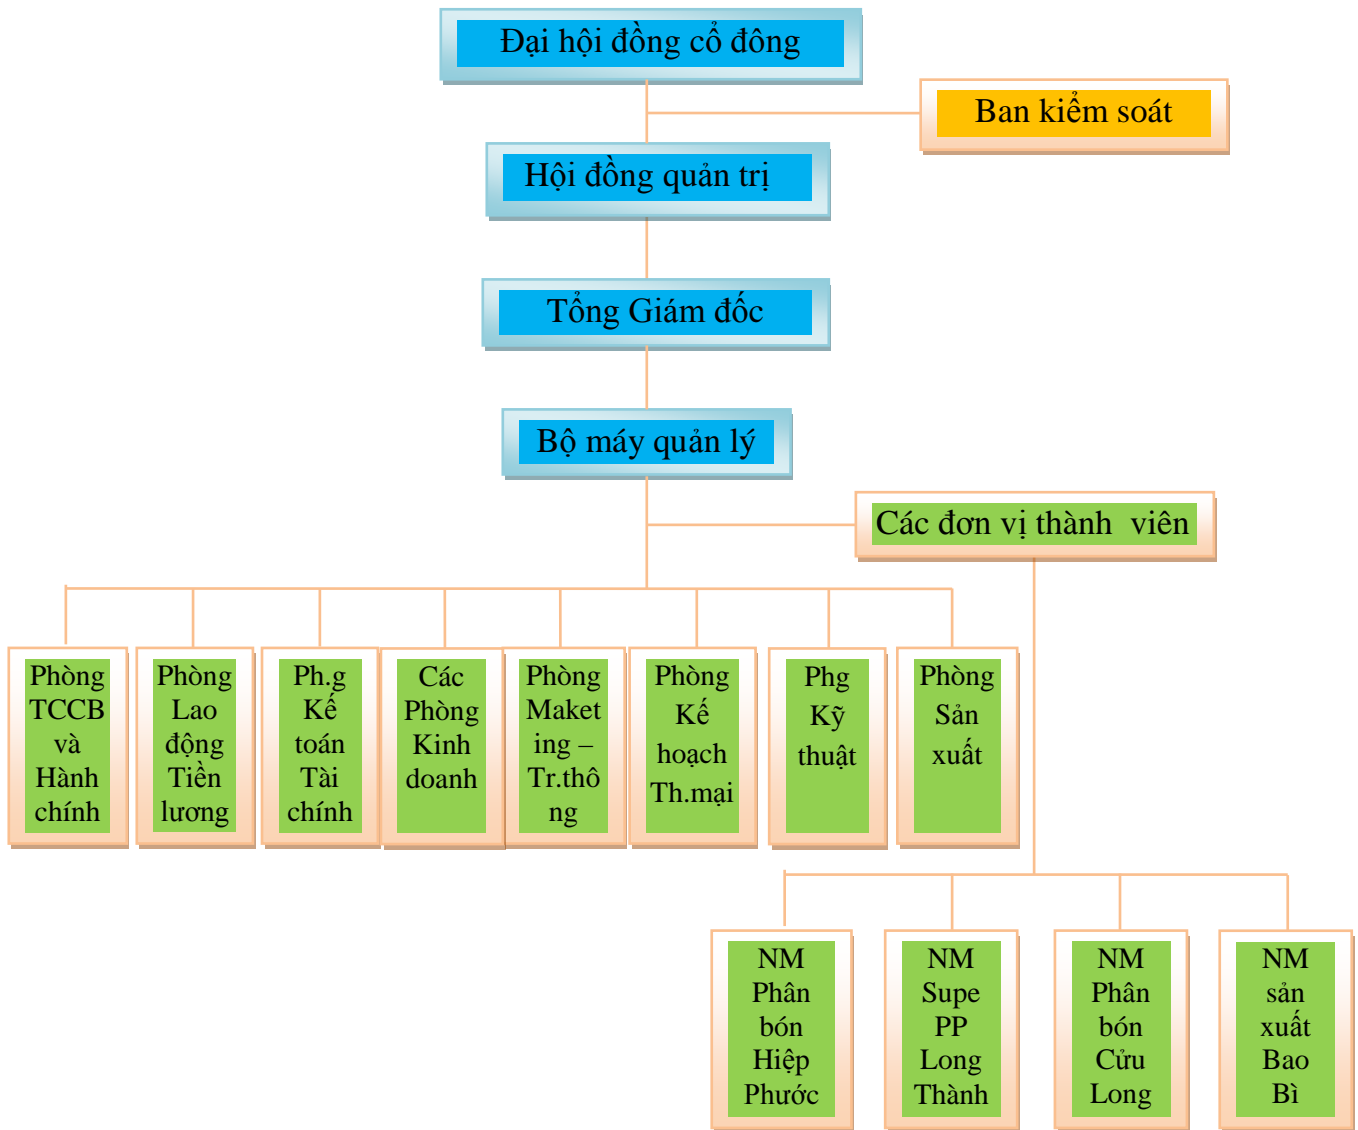 Đại hội đồng cổ đông
Ban kiểm soát
Hội đồng quản trị
Tổng Giám đốc
Bộ máy quản lý
Các đơn vị thành viên
Phòng
TCCB
và
Hành
chính
Phòng
Lao
động
Tiền
lương
Ph.g
Kế
toán
Tài
chính
Các
Phòng
Kinh
doanh
Phòng
Maket
ing –
Tr.thô
ng
Phòng
Kế
hoạch
Th.mại
Phg
Kỹ
thuật
Phòng
Sản
xuất
NM
Phân
bón
Hiệp
Phước
NM
Supe
PP
Long
Thành
NM
Phân
bón
Cửu
Long
NM
sản
xuất
Bao
Bì